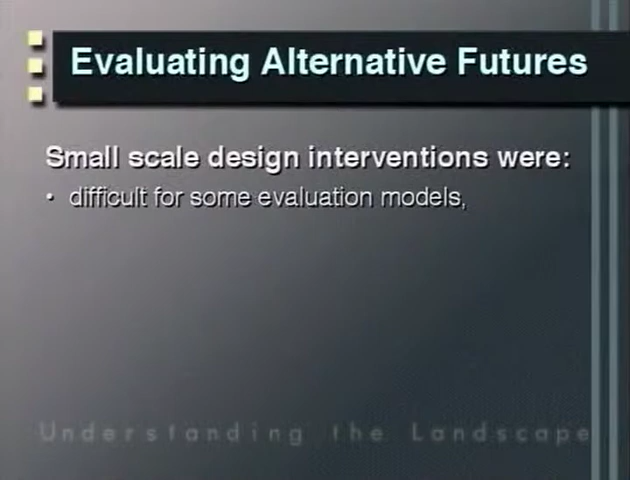 Evaluating Alternative Futures
Small scale design interventions were:
• difficult for some evaluation models,
Understanding the Landscape